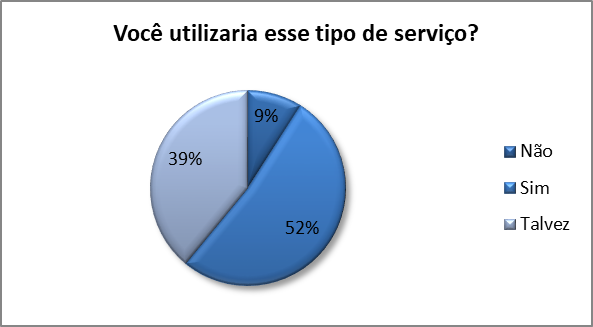 Você utilizaria esse tipo de serviço?
9%
39%
52%
Não
Sim
Talvez